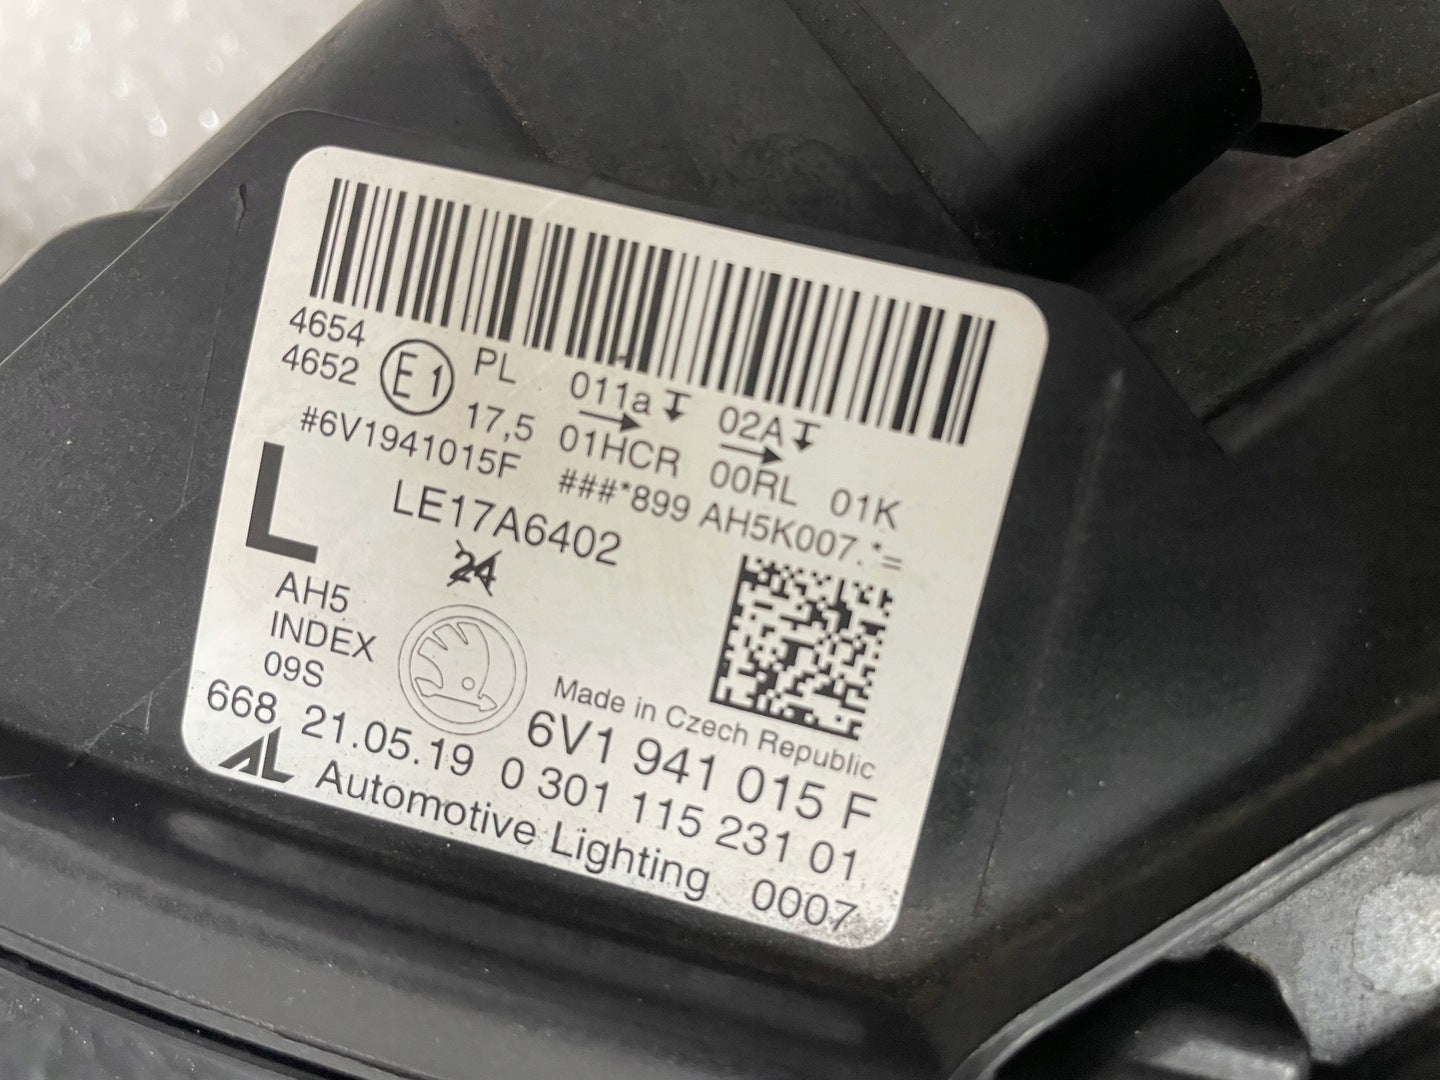 4654
4652
E1
PL
17,5
011a
01HCR
02A
00RL
01K
#6V1941015F ###*899 AH5K007.*=
L
LE17A6402
24
AH5
INDEX
09S
Made in Czech Republic
6V1 941 015 F
668 21.05.19 0 301 115 231 01
AL Automotive Lighting 0007